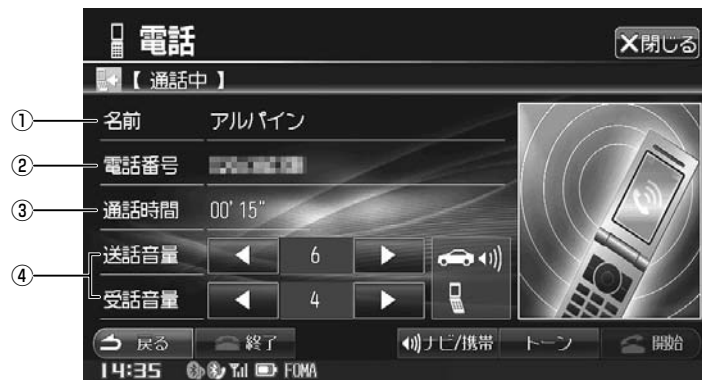 電話
×閉じる
【 通話中 】
① 名前 アルパイン
② 電話番号
③ 通話時間 00' 15"
④ 送話音量 6
受話音量 4
戻る 終了 ナビ/携帯 トーン 開始
14:35 FOMA